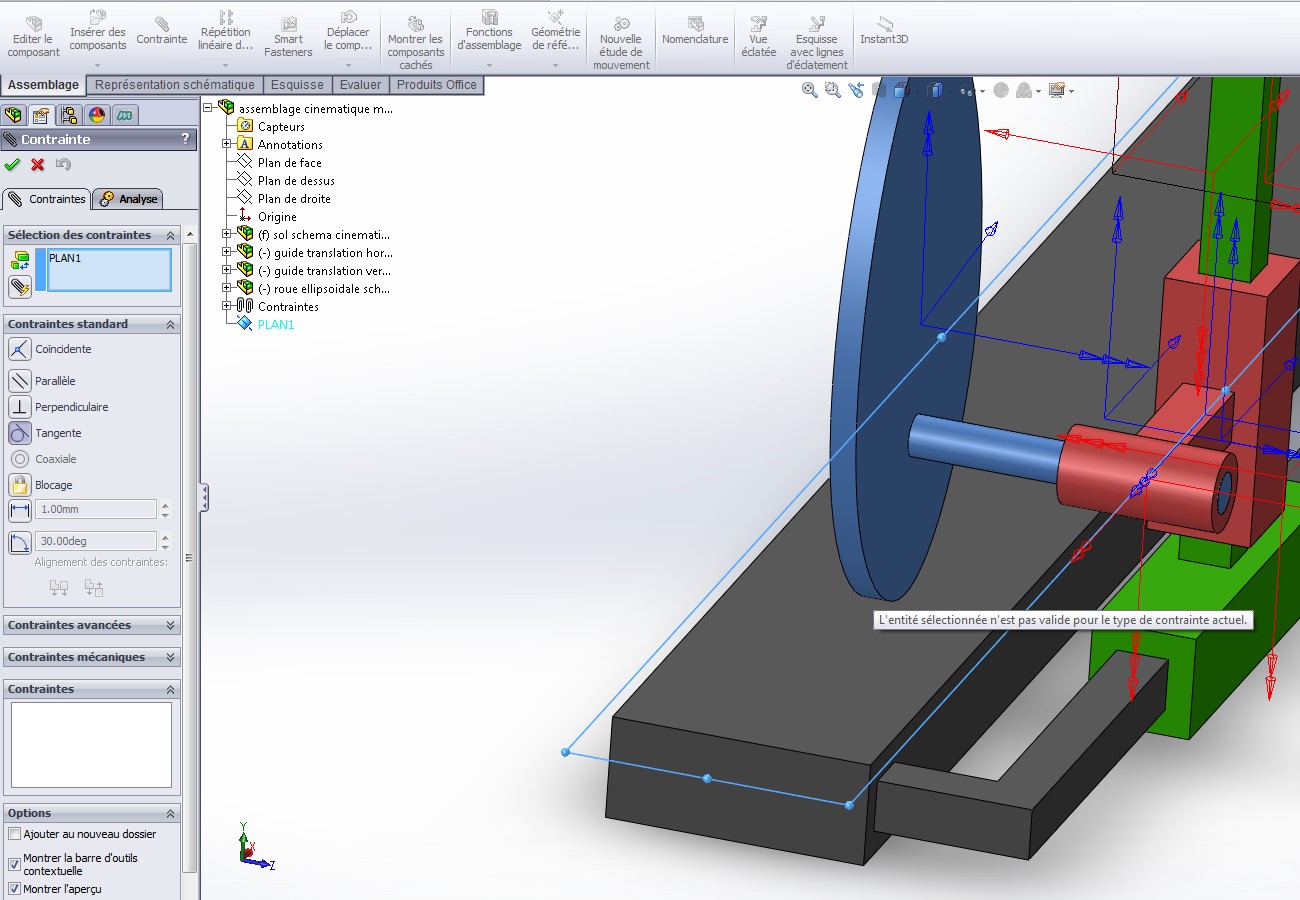 Editer le
composant
Insérer des
composants
Contrainte
Répétition
linéaire d...
Smart
Fasteners
Déplacer
le comp...
Montrer les
composants
cachés
Fonctions
d'assemblage
Géométrie
de réfé...
Nouvelle
étude de
mouvement
Nomenclature
Vue
éclatée
Esquisse
avec lignes
d'éclatement
Instant3D
Assemblage
Représentation schématique
Esquisse
Evaluer
Produits Office
Contrainte
?
Contraintes
Analyse
Sélection des contraintes
PLAN1
Contraintes standard
Coïncidente
Parallèle
Perpendiculaire
Tangente
Coaxiale
Blocage
1.00mm
30.00deg
Alignement des contraintes:
Contraintes avancées
Contraintes mécaniques
Contraintes
Options
Ajouter au nouveau dossier
Montrer la barre d'outils
contextuelle
Montrer l'aperçu
assemblage cinematique m...
Capteurs
A
Annotations
Plan de face
Plan de dessus
Plan de droite
Origine
(f) sol schema cinemati...
(-) guide translation hor...
(-) guide translation ver...
(-) roue ellipsoidale sch...
Contraintes
PLAN1
L'entité sélectionnée n'est pas valide pour le type de contrainte actuel.
Y
X
Z